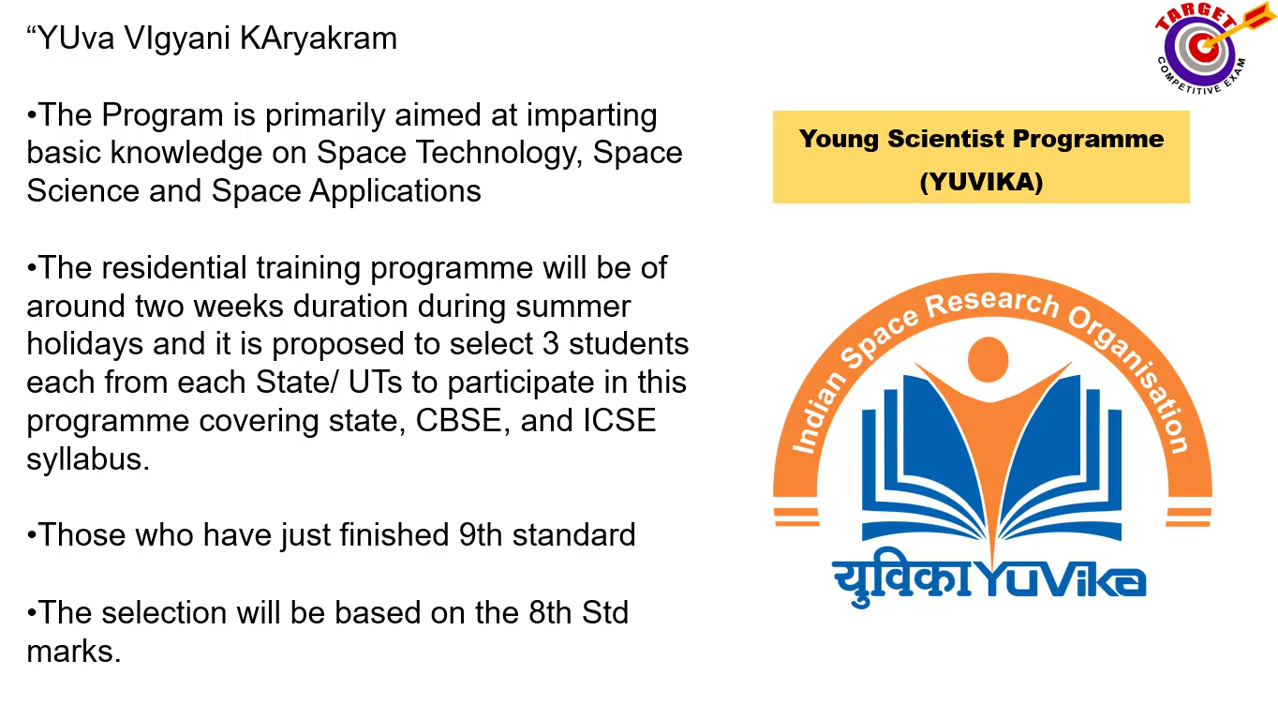 “YUva VIgyani KAryakram
•The Program is primarily aimed at imparting
basic knowledge on Space Technology, Space
Science and Space Applications
•The residential training programme will be of
around two weeks duration during summer
holidays and it is proposed to select 3 students
each from each State/ UTs to participate in this
programme covering state, CBSE, and ICSE
syllabus.
•Those who have just finished 9th standard
•The selection will be based on the 8th Std
marks.
TARGET
COMPETITIVE EXAM
Young Scientist Programme
(YUVIKA)
Indian Space Research Organisation
युविका YUVika